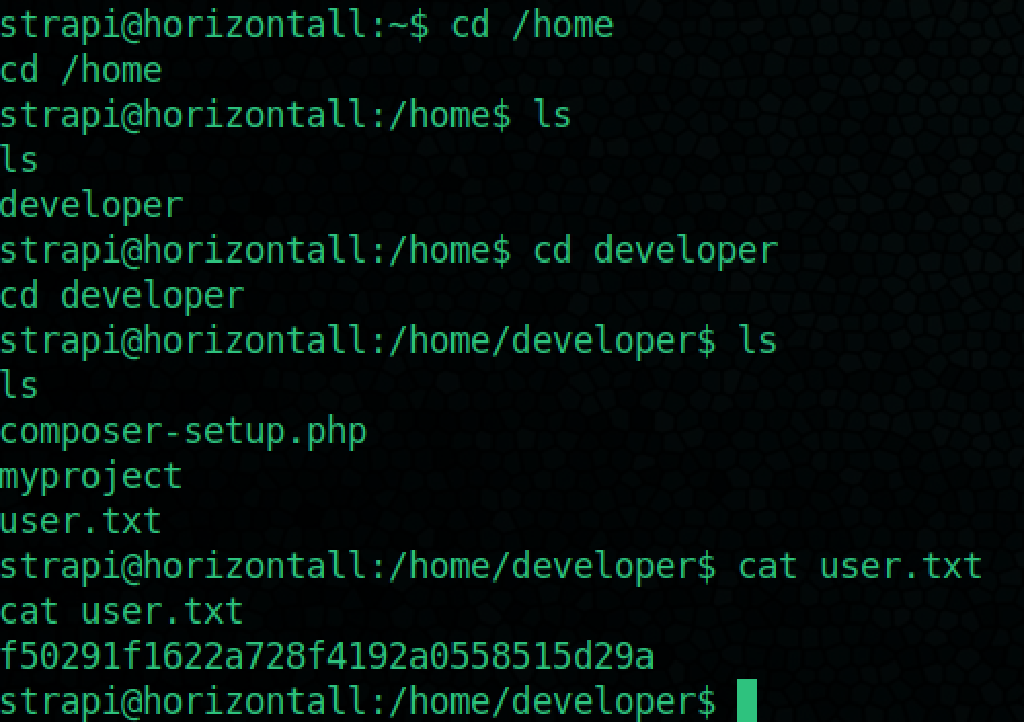 strapi@horizontall:~$ cd /home
cd /home
strapi@horizontall:/home$ ls
ls
developer
strapi@horizontall:/home$ cd developer
cd developer
strapi@horizontall:/home/developer$ ls
ls
composer-setup.php
myproject
user.txt
strapi@horizontall:/home/developer$ cat user.txt
cat user.txt
f50291f1622a728f4192a0558515d29a
strapi@horizontall:/home/developer$